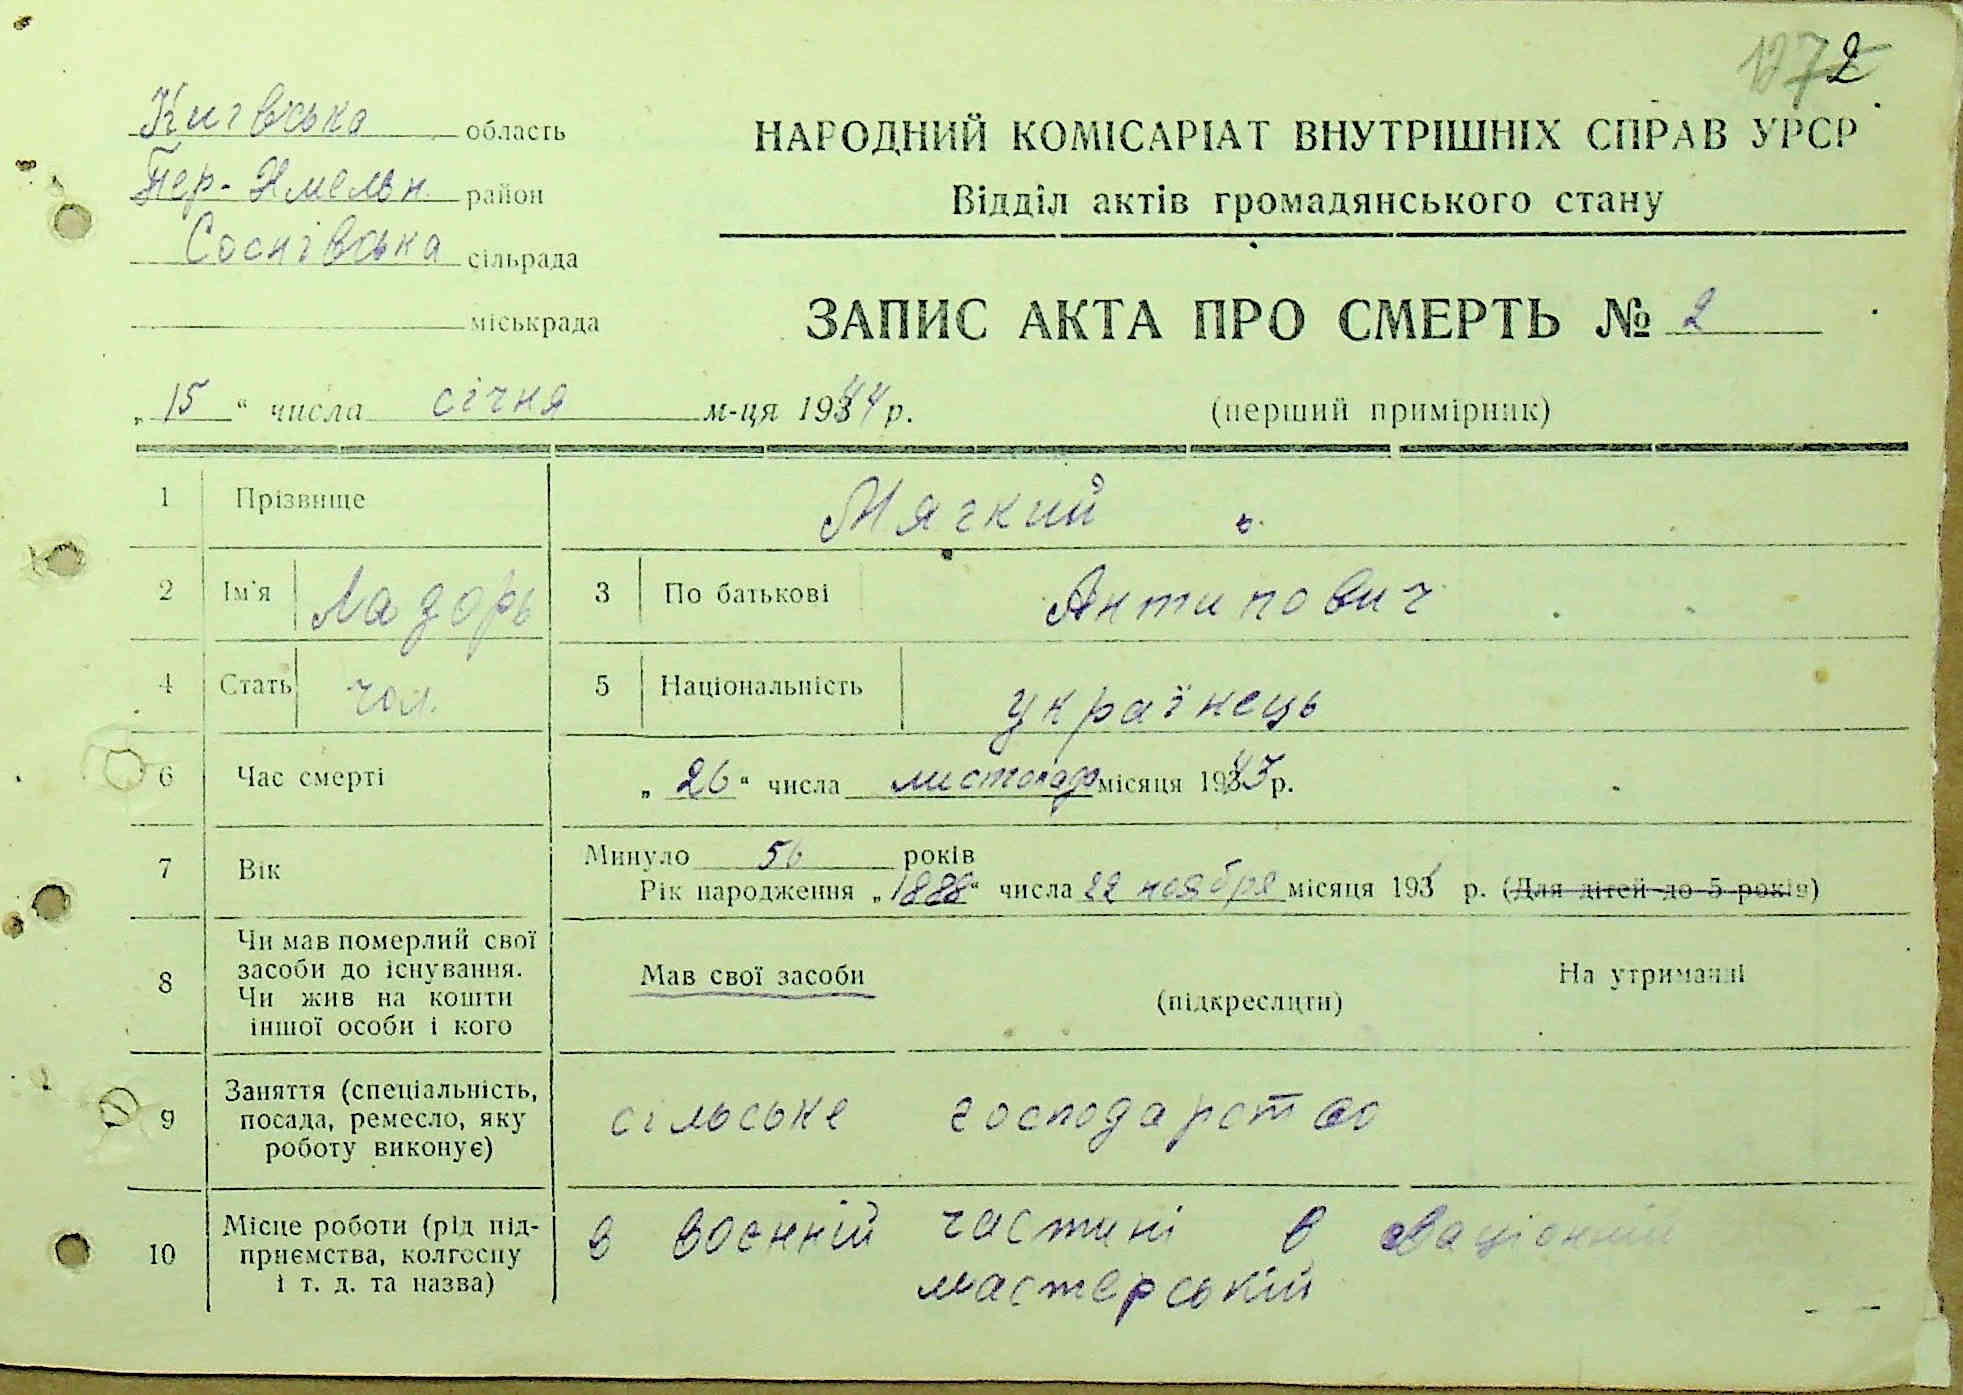 172
Київська область
Пер-Хмельн. район
Соснівська сільрада
міськрада
НАРОДНИЙ КОМІСАРІАТ ВНУТРІШНІХ СПРАВ УРСР
Відділ актів громадянського стану
ЗАПИС АКТА ПРО СМЕРТЬ № 2
„15“ числа січня м-ця 1944 р.
(перший примірник)
1 Прізвище Мягкий
2 Ім'я Ладорь 3 По батькові Антипович
4 Стать чол. 5 Національність українець
6 Час смерті „26“ числа листопад місяця 1943 р.
7 Вік Минуло 56 років
Рік народження „1888“ числа 22 ноября місяця 193 р. (Для дітей до 5 років)
8 Чи мав померлий свої засоби до існування. Чи жив на кошти іншої особи і кого
Мав свої засоби (підкреслити) На утриманні
9 Заняття (спеціальність, посада, ремесло, яку роботу виконує)
сільське господарство
10 Місце роботи (рід підприємства, колгоспу і т. д. та назва)
в воєнній частині в
мастерській